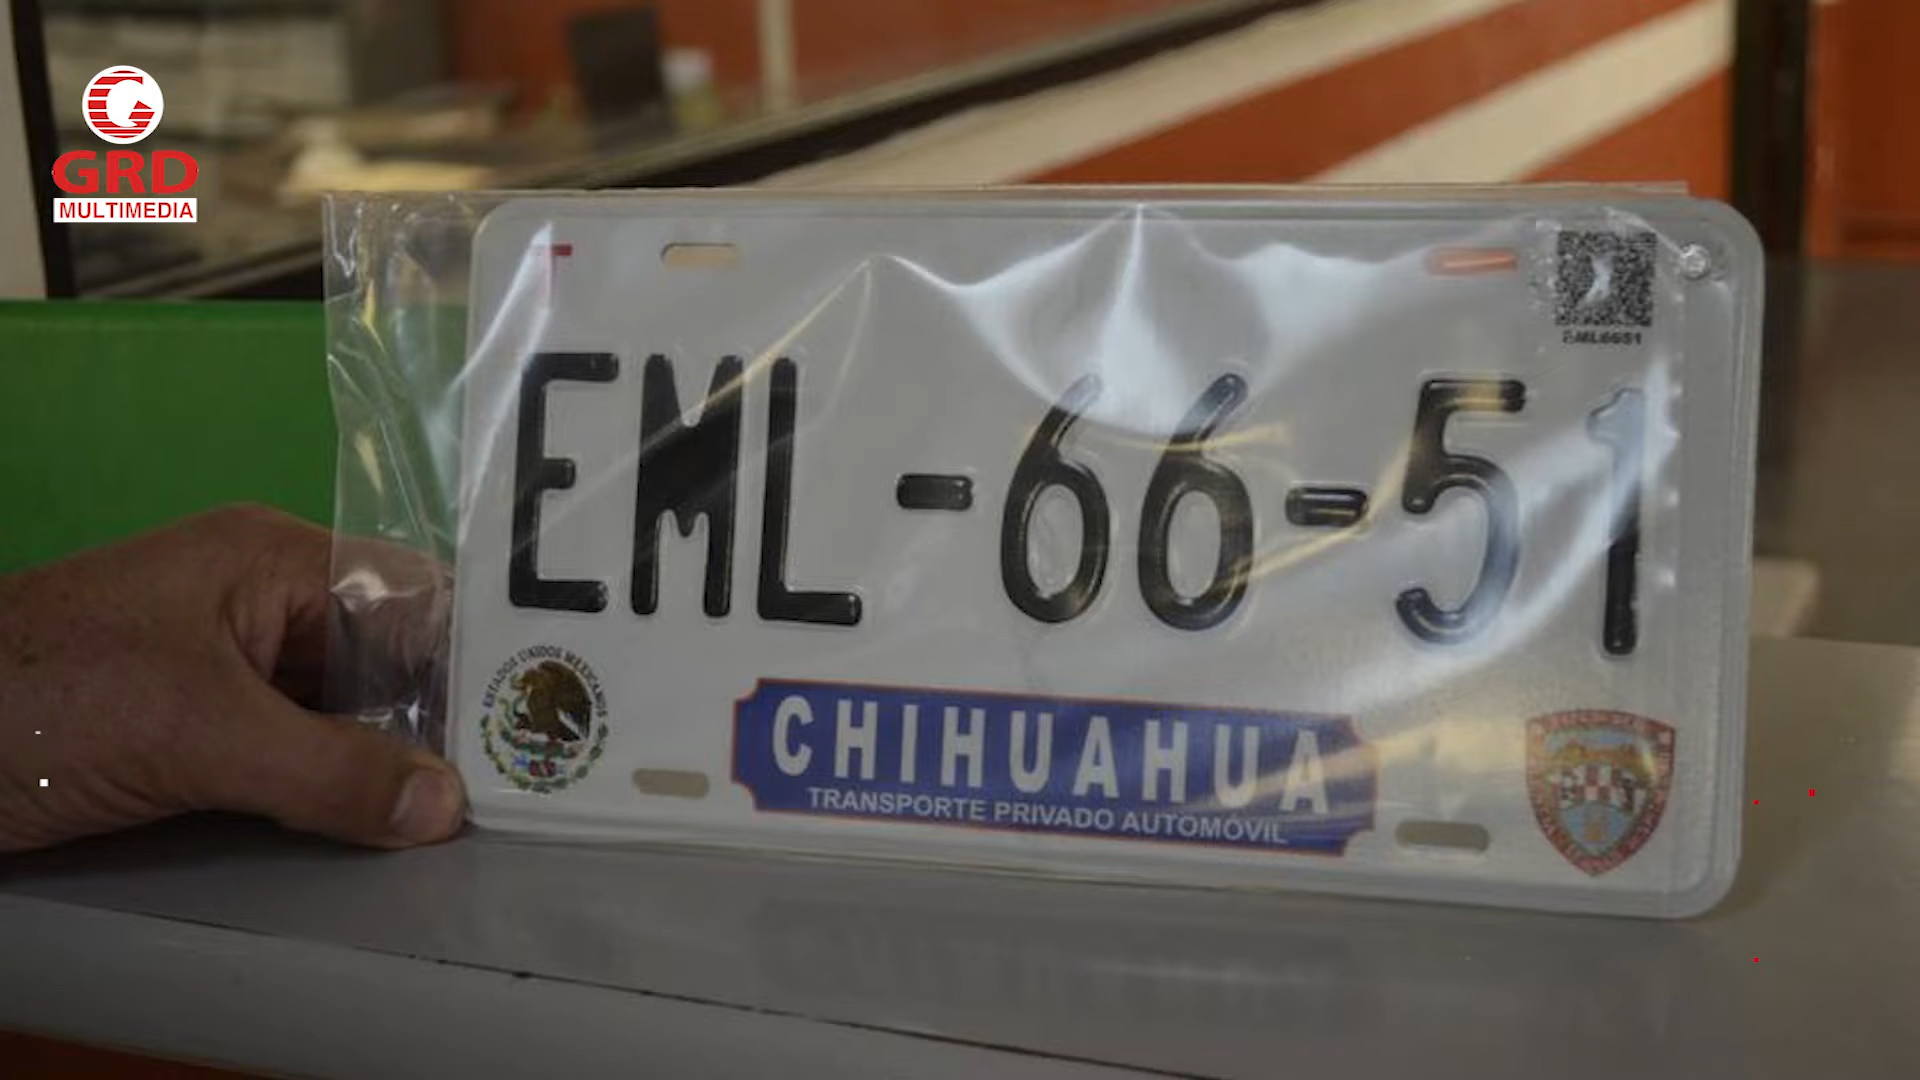 GRD
MULTIMEDIA
EML6651
EML-66-51
ESTADOS UNIDOS MEXICANOS
CHIHUAHUA
TRANSPORTE PRIVADO AUTOMÓVIL